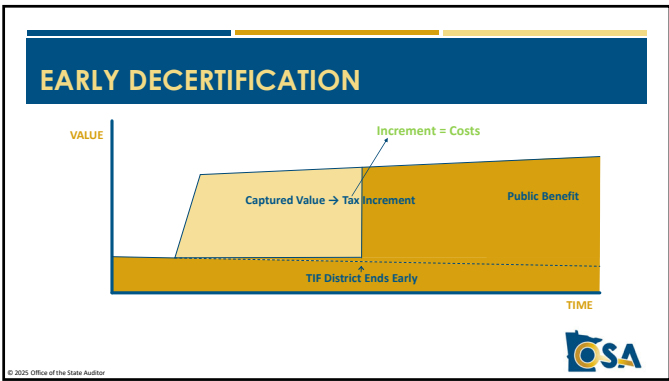 EARLY DECERTIFICATION
VALUE
Increment = Costs
Captured Value → Tax Increment
Public Benefit
TIF District Ends Early
TIME
OSA
© 2025 Office of the State Auditor